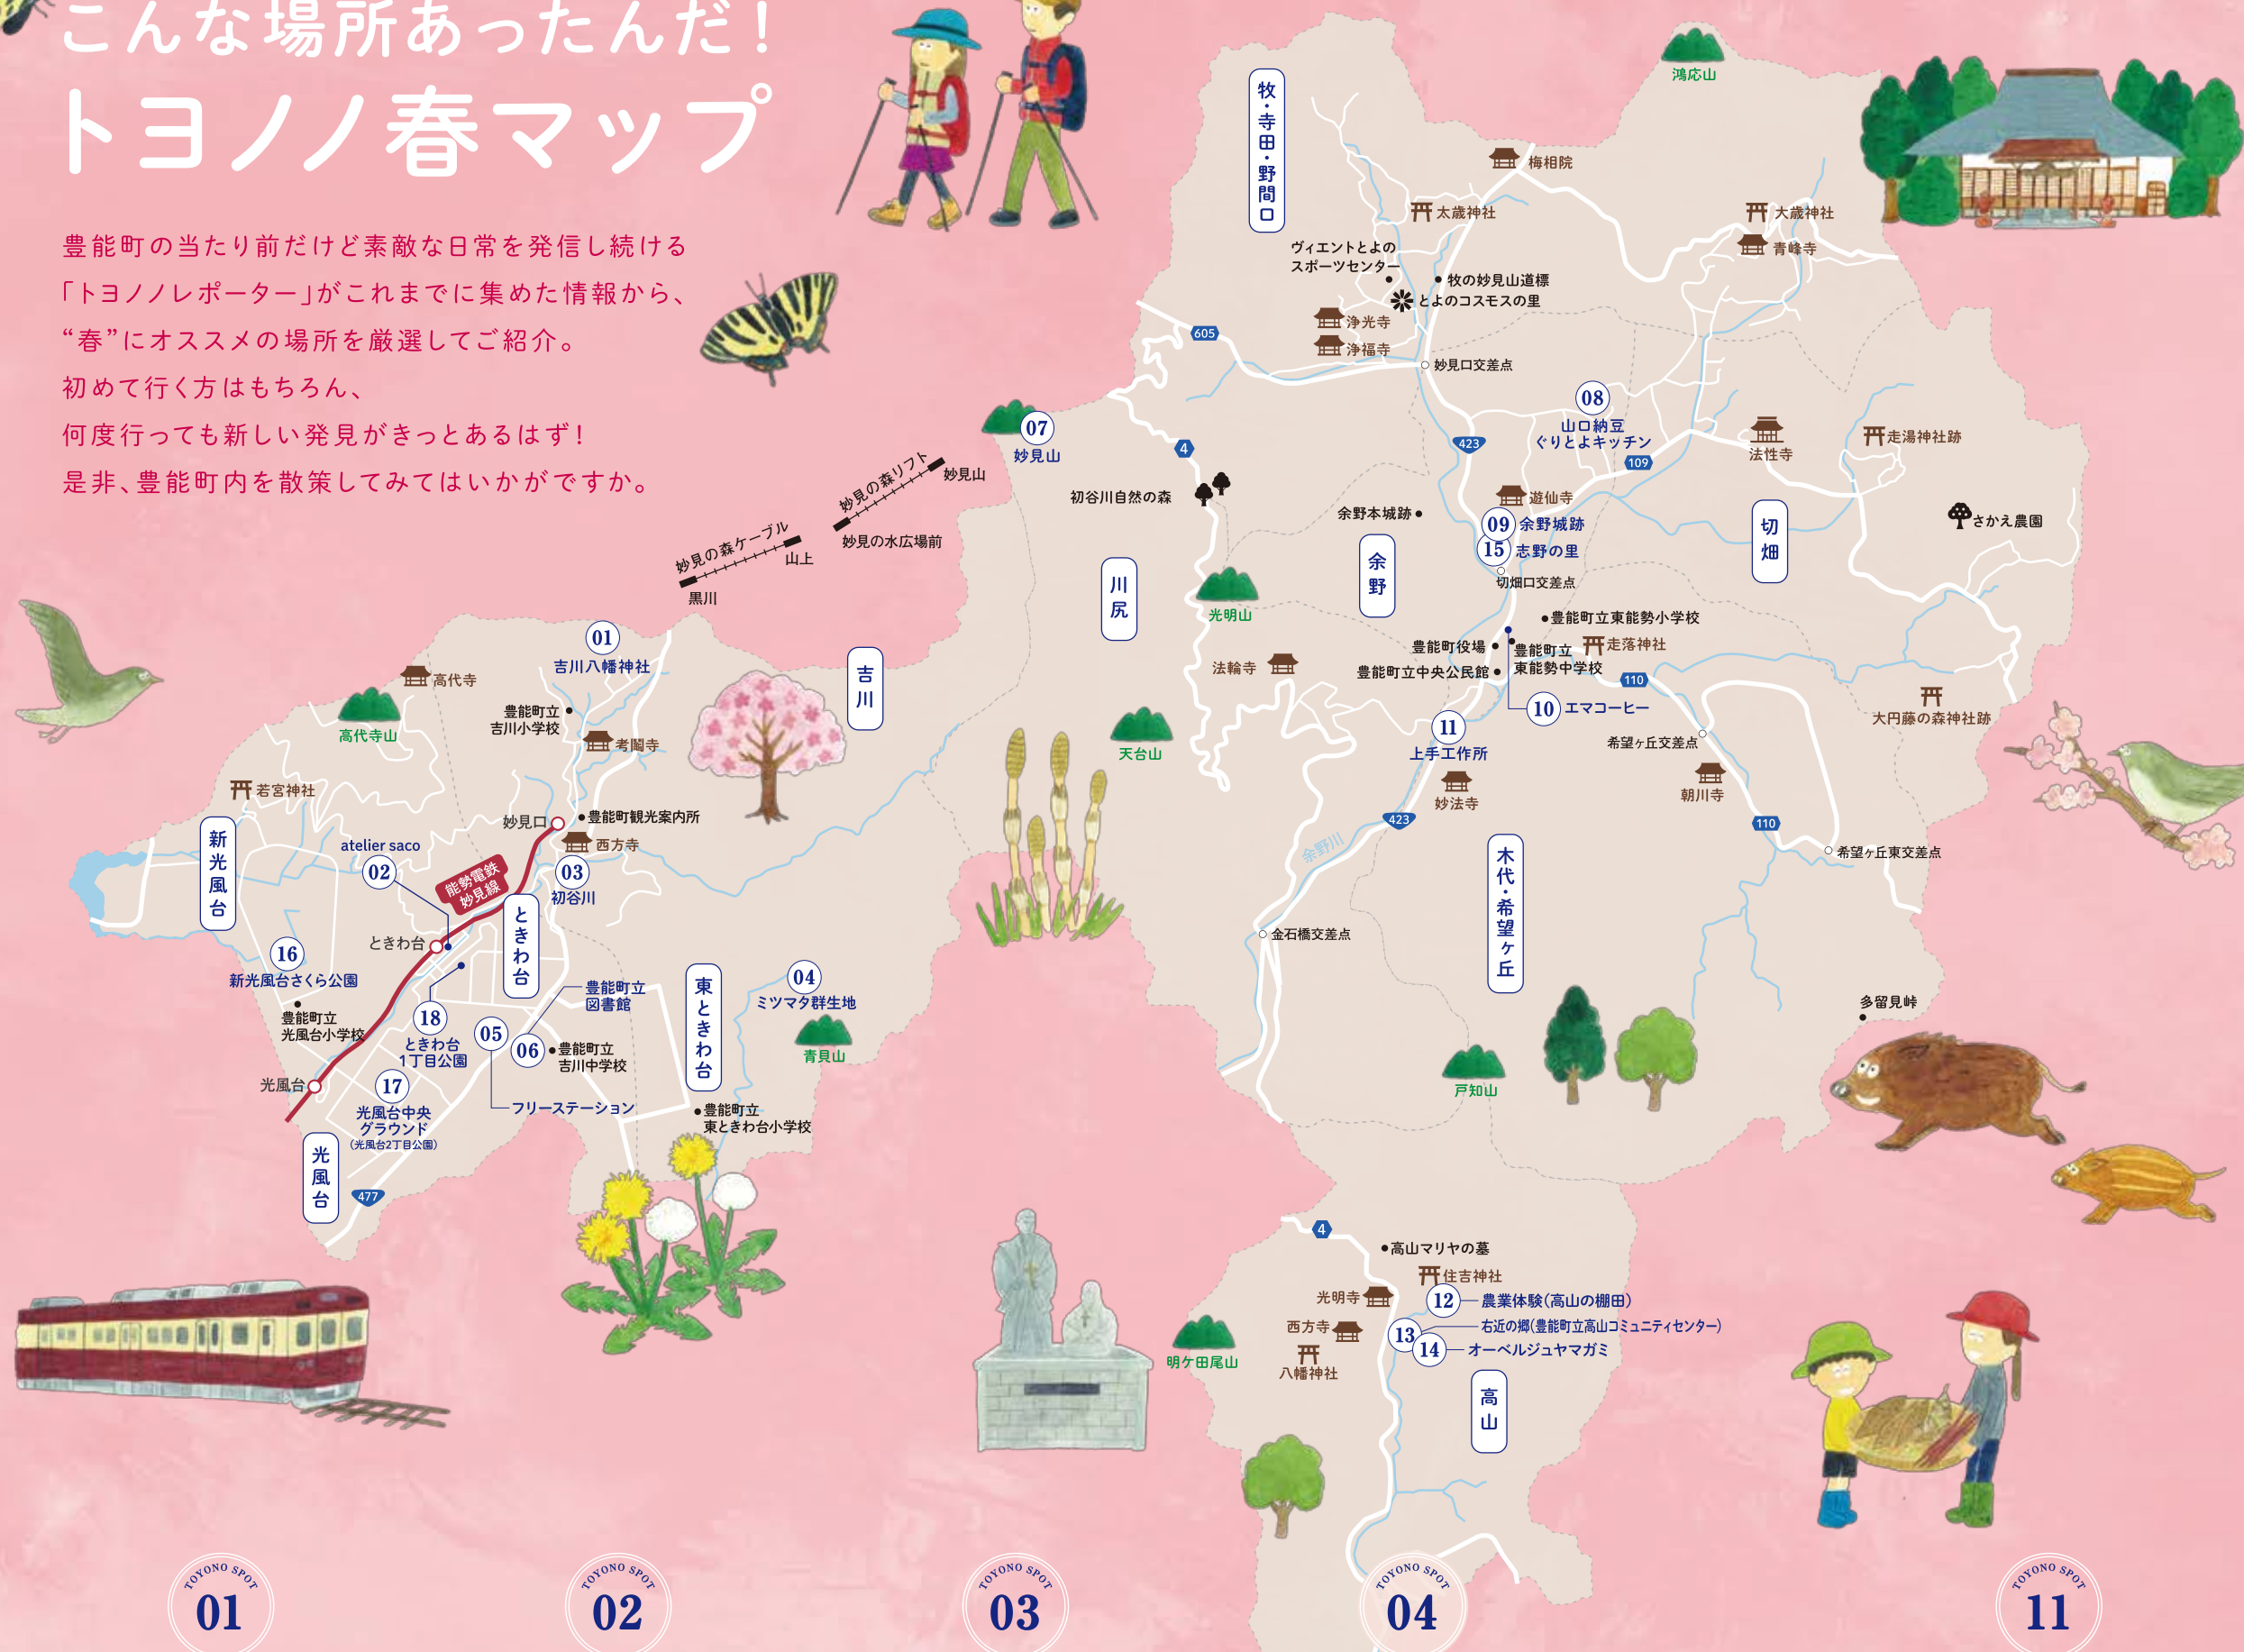 こんな場所あったんだ！
トヨノノ春マップ
豊能町の当たり前だけど素敵な日常を発信し続ける
「トヨノノレポーター」がこれまでに集めた情報から、
“春”にオススメの場所を厳選してご紹介。
初めて行く方はもちろん、
何度行っても新しい発見がきっとあるはず！
是非、豊能町内を散策してみてはいかがですか。
鴻応山
牧・寺田・野間口
梅相院
太歳神社
大歳神社
青峰寺
ヴィエントとよの
スポーツセンター
牧の妙見山道標
とよのコスモスの里
浄光寺
浄福寺
605
妙見口交差点
08
山口納豆
ぐりとよキッチン
07
妙見山
4
423
109
法性寺
走湯神社跡
妙見の森リフト
妙見山
妙見の水広場前
妙見の森ケーブル
山上
黒川
初谷川自然の森
遊仙寺
余野本城跡
09
余野城跡
15
志野の里
切畑口交差点
切畑
さかえ農園
余野
川尻
光明山
豊能町立東能勢小学校
豊能町役場
豊能町立
東能勢中学校
走落神社
豊能町立中央公民館
法輪寺
110
10
エマコーヒー
大円藤の森神社跡
01
吉川八幡神社
吉川
高代寺
高代寺山
豊能町立
吉川小学校
考闍寺
天台山
11
上手工作所
希望ヶ丘交差点
妙法寺
朝川寺
423
110
若宮神社
新光風台
妙見口
豊能町観光案内所
西方寺
atelier saco
02
能勢電鉄
妙見線
03
初谷川
余野川
木代・希望ヶ丘
希望ヶ丘東交差点
ときわ台
ときわ台
金石橋交差点
16
新光風台さくら公園
豊能町立
光風台小学校
18
ときわ台
1丁目公園
豊能町立
図書館
05
06
豊能町立
吉川中学校
東ときわ台
04
ミツマタ群生地
青貝山
多留見峠
光風台
17
光風台中央
グラウンド
(光風台2丁目公園)
フリーステーション
豊能町立
東ときわ台小学校
戸知山
光風台
477
4
高山マリヤの墓
住吉神社
光明寺
12
農業体験(高山の棚田)
西方寺
13
右近の郷(豊能町立高山コミュニティセンター)
14
オーベルジュヤマガミ
八幡神社
明ケ田尾山
高山
TOYONO SPOT
01
TOYONO SPOT
02
TOYONO SPOT
03
TOYONO SPOT
04
TOYONO SPOT
11